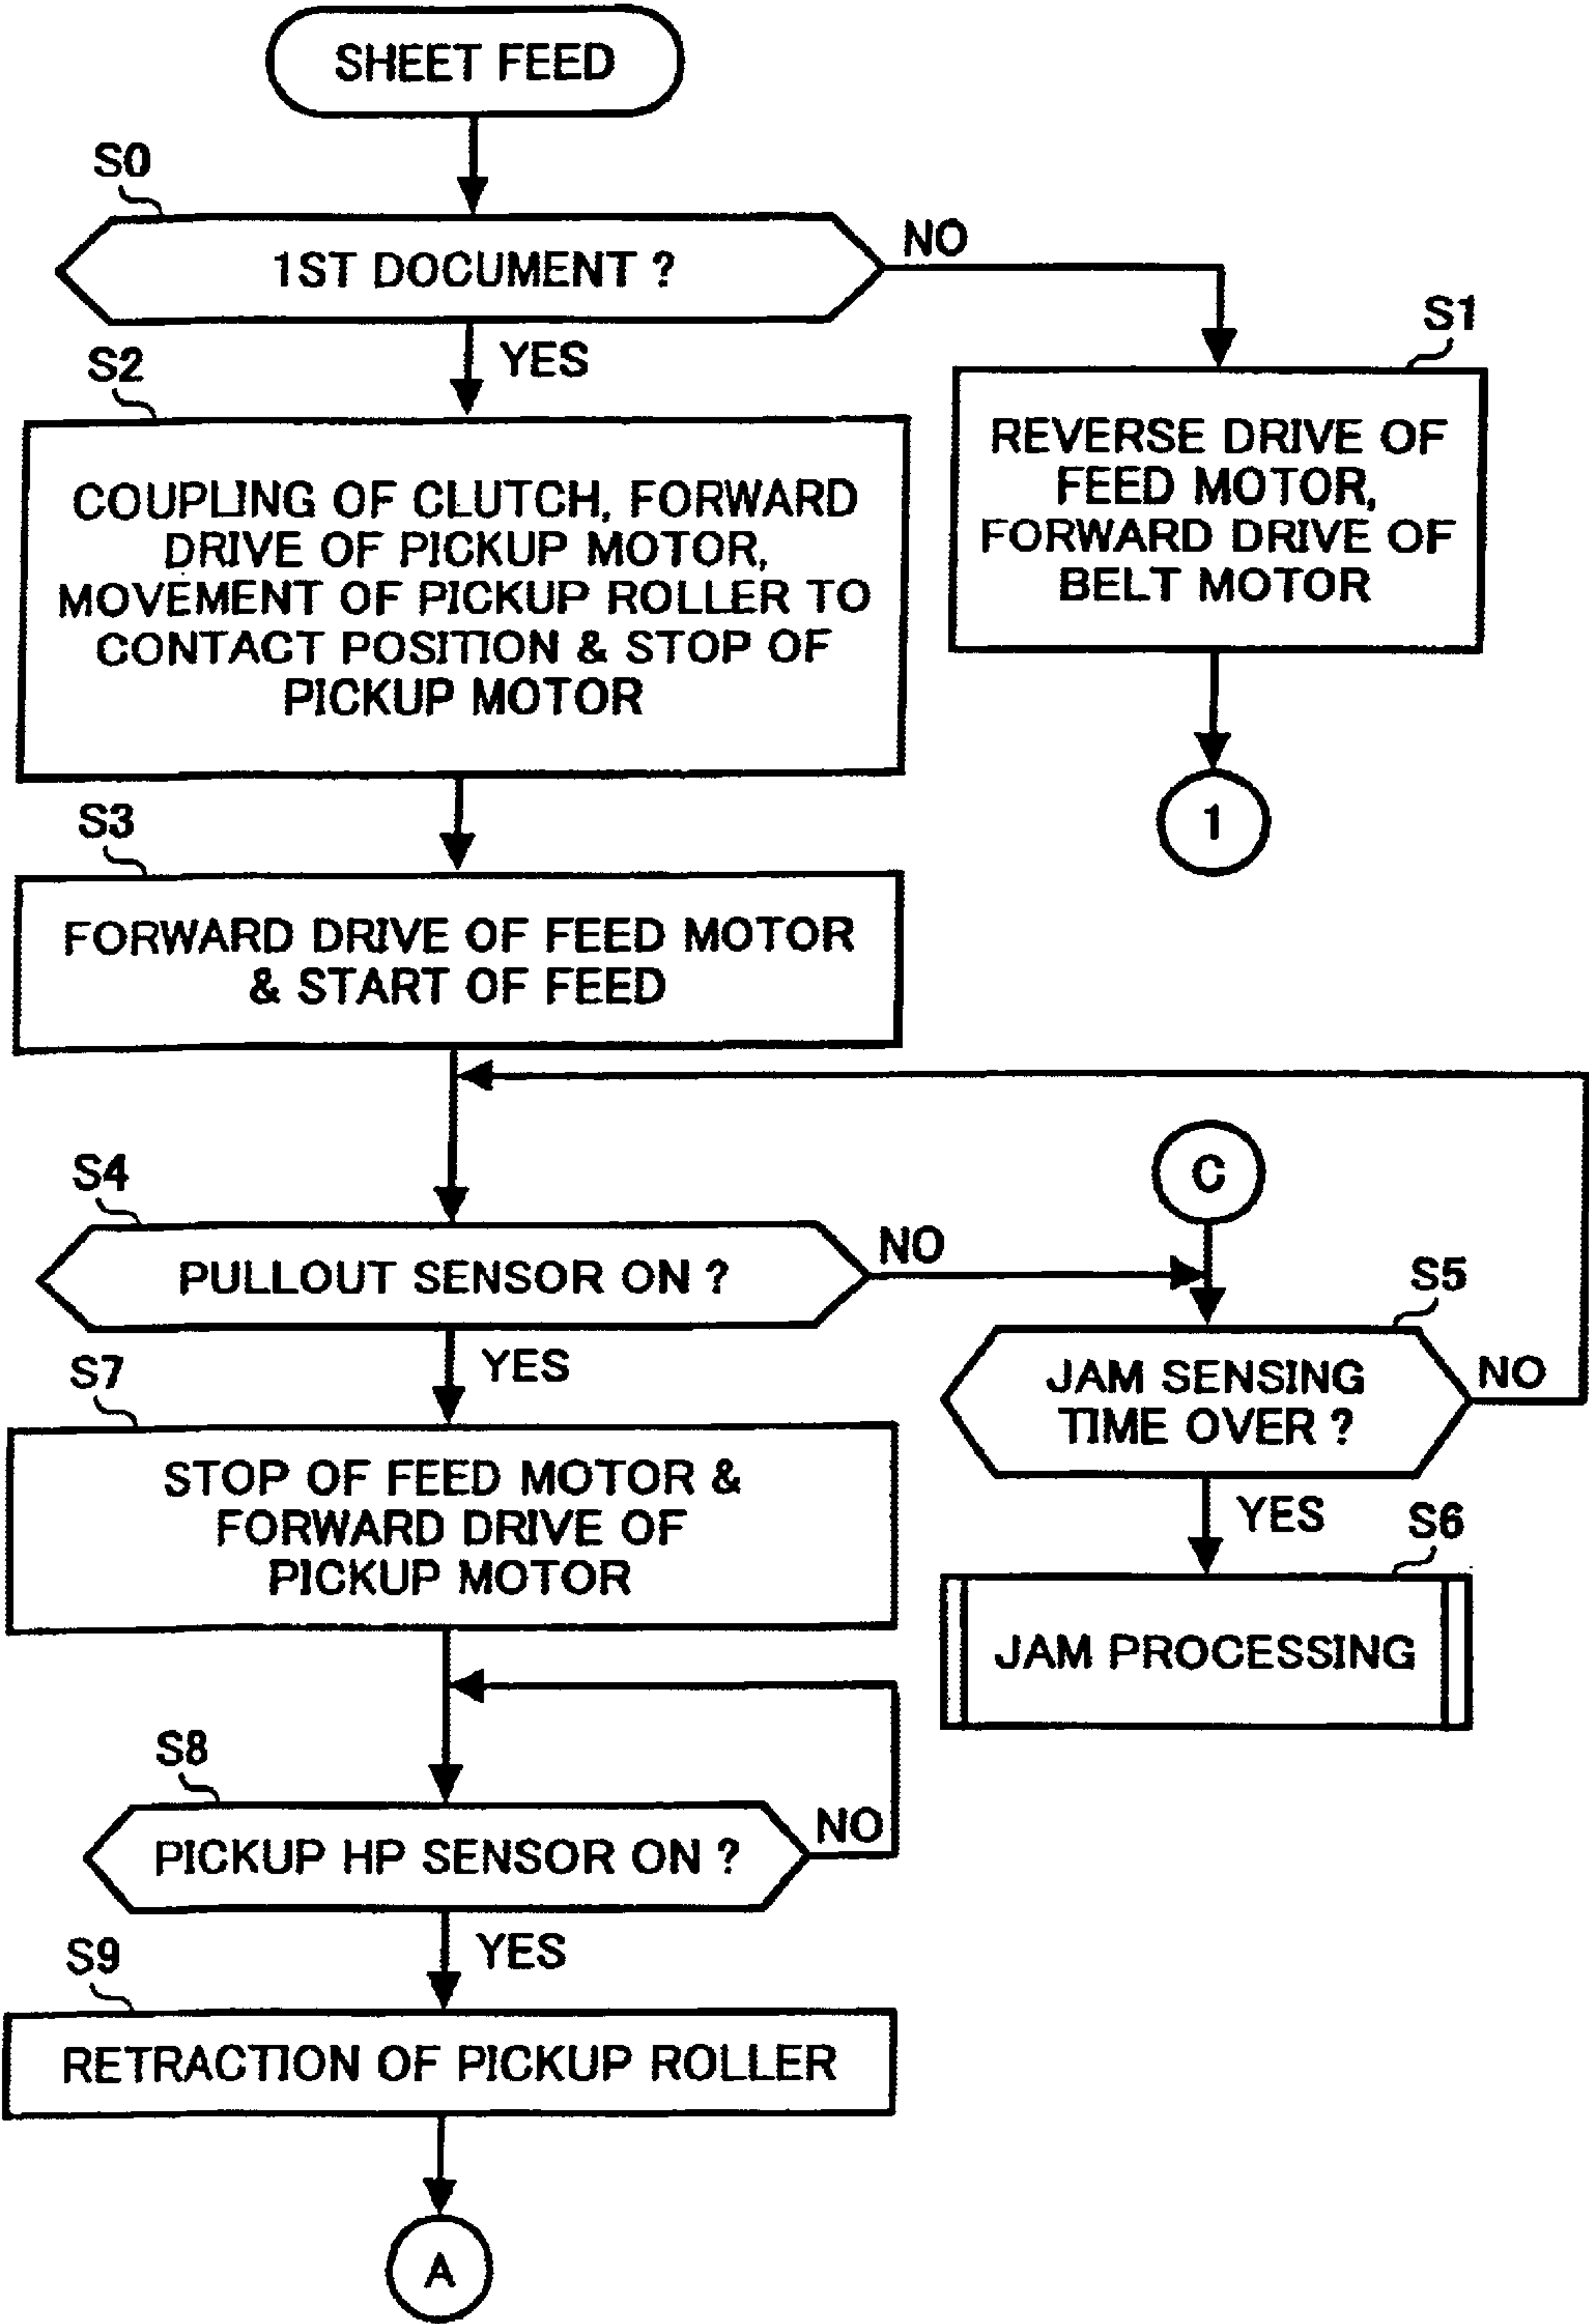 SHEET FEED
S0
1ST DOCUMENT ?
NO
YES
S1
REVERSE DRIVE OF
FEED MOTOR,
FORWARD DRIVE OF
BELT MOTOR
1
S2
COUPLING OF CLUTCH, FORWARD
DRIVE OF PICKUP MOTOR,
MOVEMENT OF PICKUP ROLLER TO
CONTACT POSITION & STOP OF
PICKUP MOTOR
S3
FORWARD DRIVE OF FEED MOTOR
& START OF FEED
C
S4
PULLOUT SENSOR ON ?
NO
YES
S5
JAM SENSING
TIME OVER ?
NO
YES
S6
JAM PROCESSING
S7
STOP OF FEED MOTOR &
FORWARD DRIVE OF
PICKUP MOTOR
S8
PICKUP HP SENSOR ON ?
NO
YES
S9
RETRACTION OF PICKUP ROLLER
A